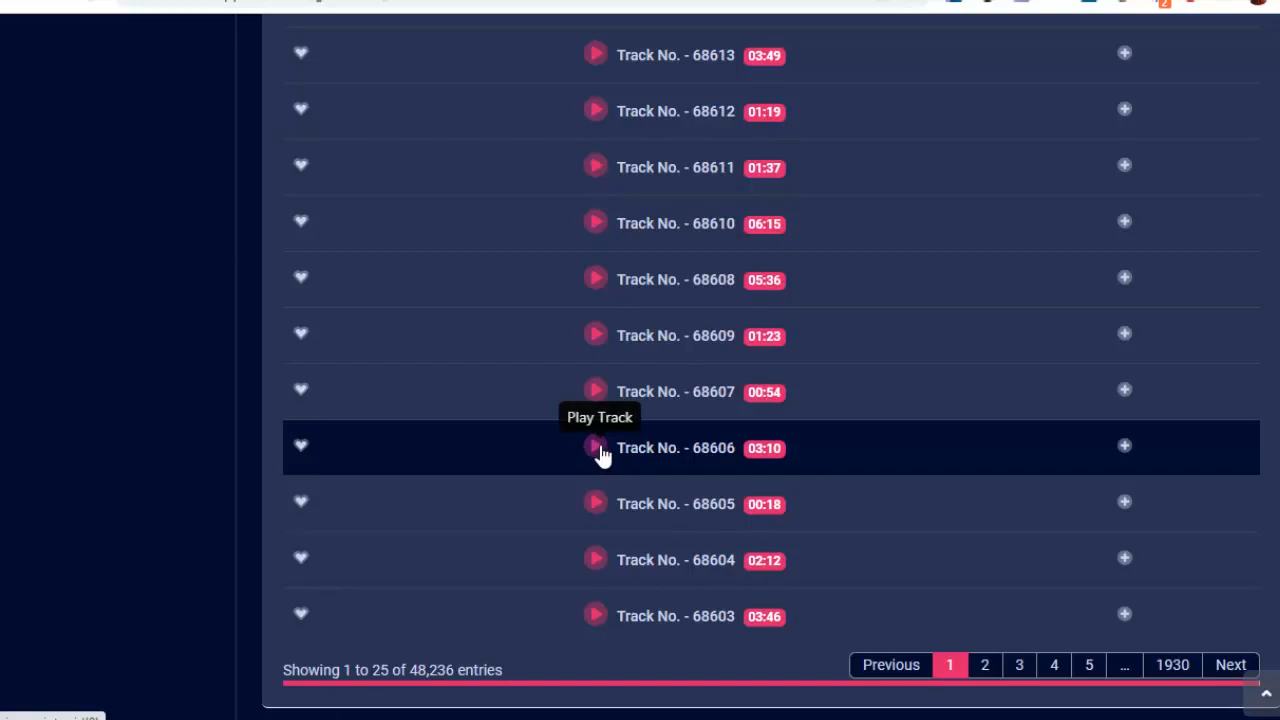 2
Track No. - 68613 03:49
Track No. - 68612 01:19
Track No. - 68611 01:37
Track No. - 68610 06:15
Track No. - 68608 05:36
Track No. - 68609 01:23
Track No. - 68607 00:54
Play Track
Track No. - 68606 03:10
Track No. - 68605 00:18
Track No. - 68604 02:12
Track No. - 68603 03:46
Showing 1 to 25 of 48,236 entries
Previous 1 2 3 4 5 ... 1930 Next